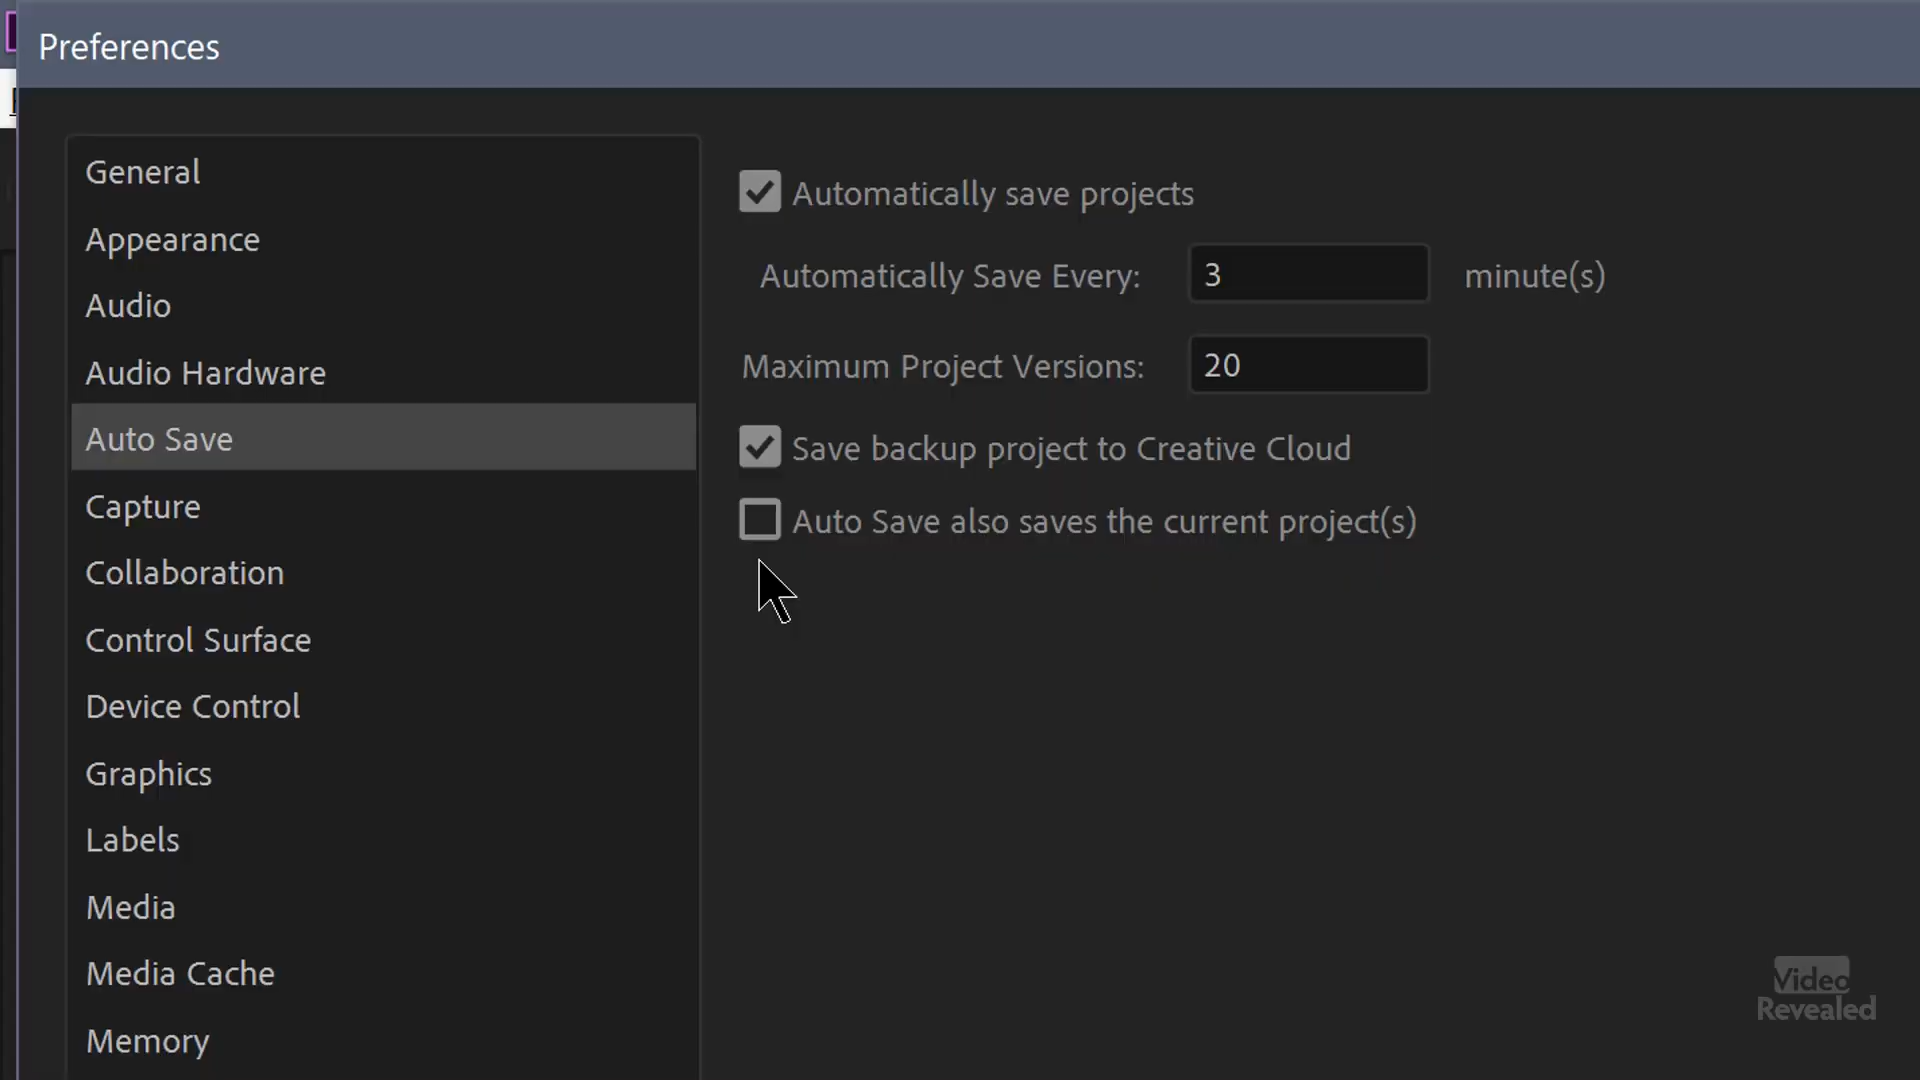 Preferences
General
Appearance
Audio
Audio Hardware
Auto Save
Capture
Collaboration
Control Surface
Device Control
Graphics
Labels
Media
Media Cache
Memory
Automatically save projects
Automatically Save Every: 3 minute(s)
Maximum Project Versions: 20
Save backup project to Creative Cloud
Auto Save also saves the current project(s)
Video
Revealed